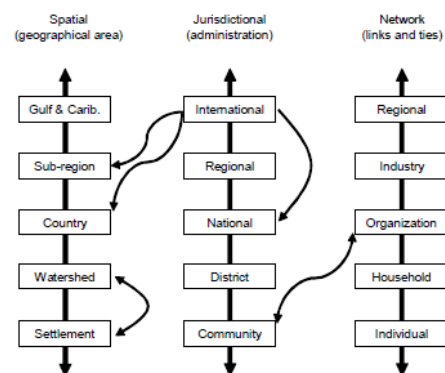 Spatial
(geographical area)
Jurisdictional
(administration)
Network
(links and ties)
Gulf & Carib.
International
Regional
Sub-region
Regional
Industry
Country
National
Organization
Watershed
District
Household
Settlement
Community
Individual